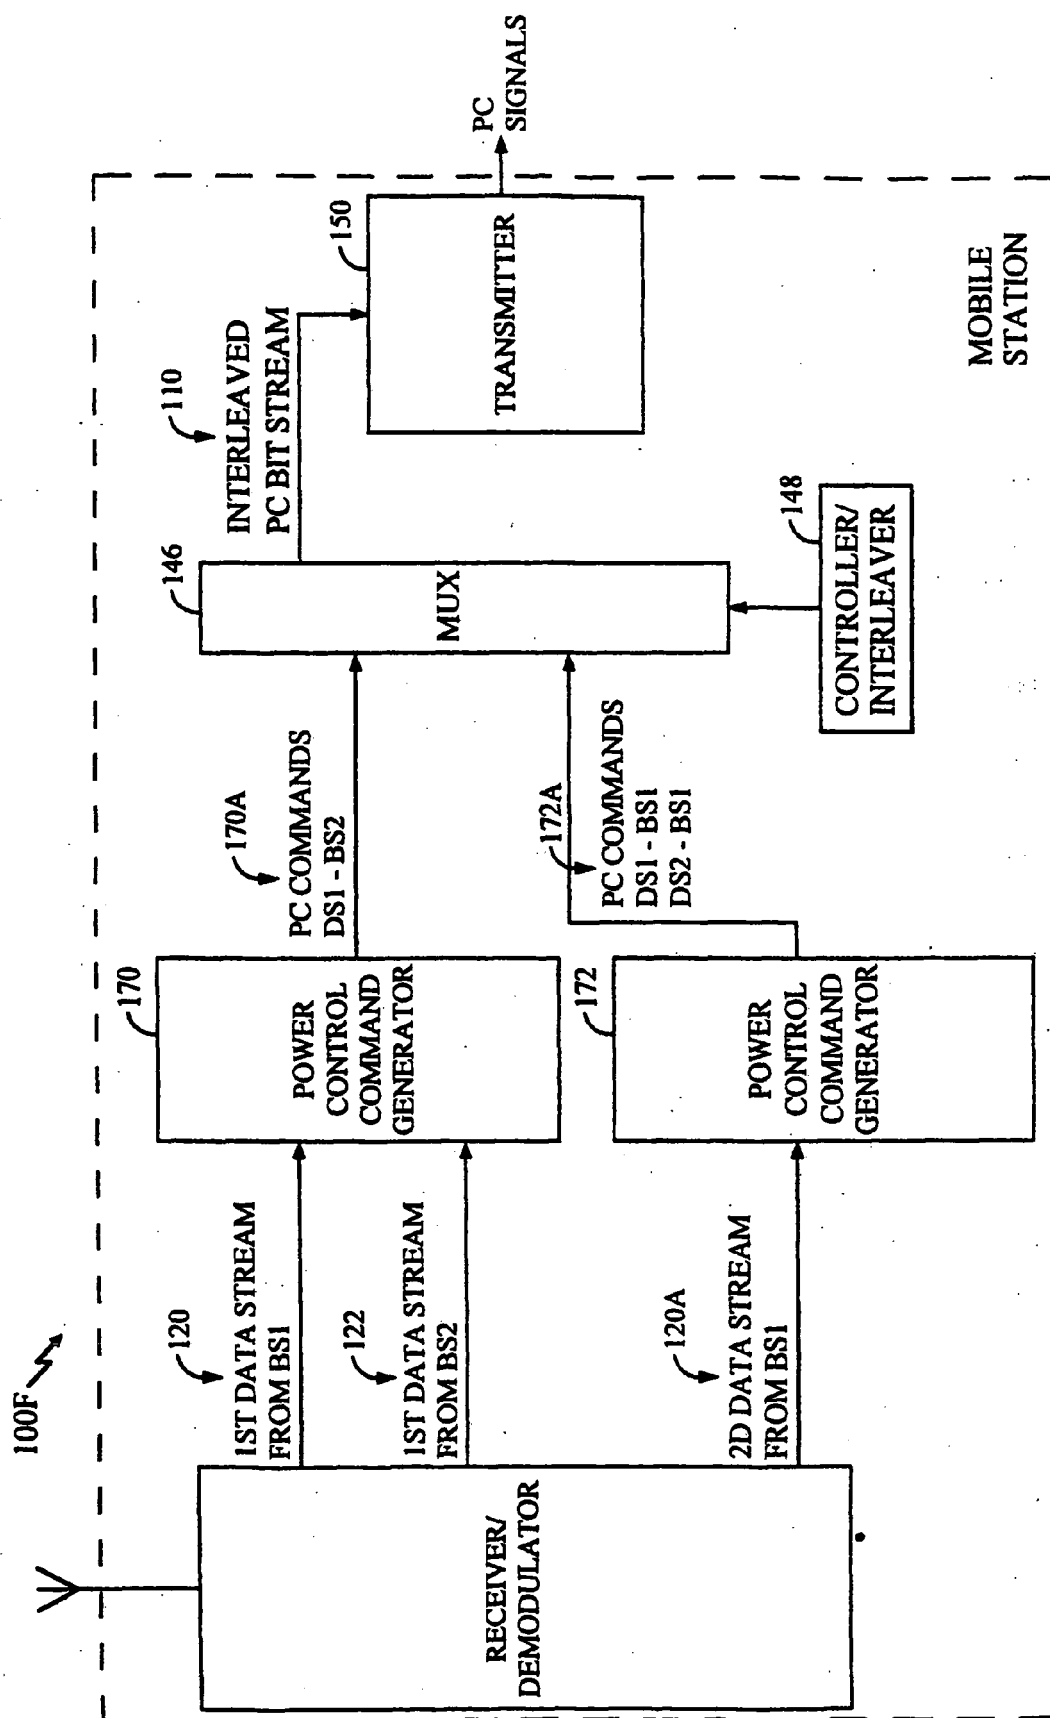 100F
RECEIVER/
DEMODULATOR
120
1ST DATA STREAM
FROM BS1
122
1ST DATA STREAM
FROM BS2
120A
2D DATA STREAM
FROM BS1
170
POWER
CONTROL
COMMAND
GENERATOR
172
POWER
CONTROL
COMMAND
GENERATOR
170A
PC COMMANDS
DS1 - BS2
172A
PC COMMANDS
DS1 - BS1
DS2 - BS1
146
MUX
148
CONTROLLER/
INTERLEAVER
110
INTERLEAVED
PC BIT STREAM
150
TRANSMITTER
PC
SIGNALS
MOBILE
STATION